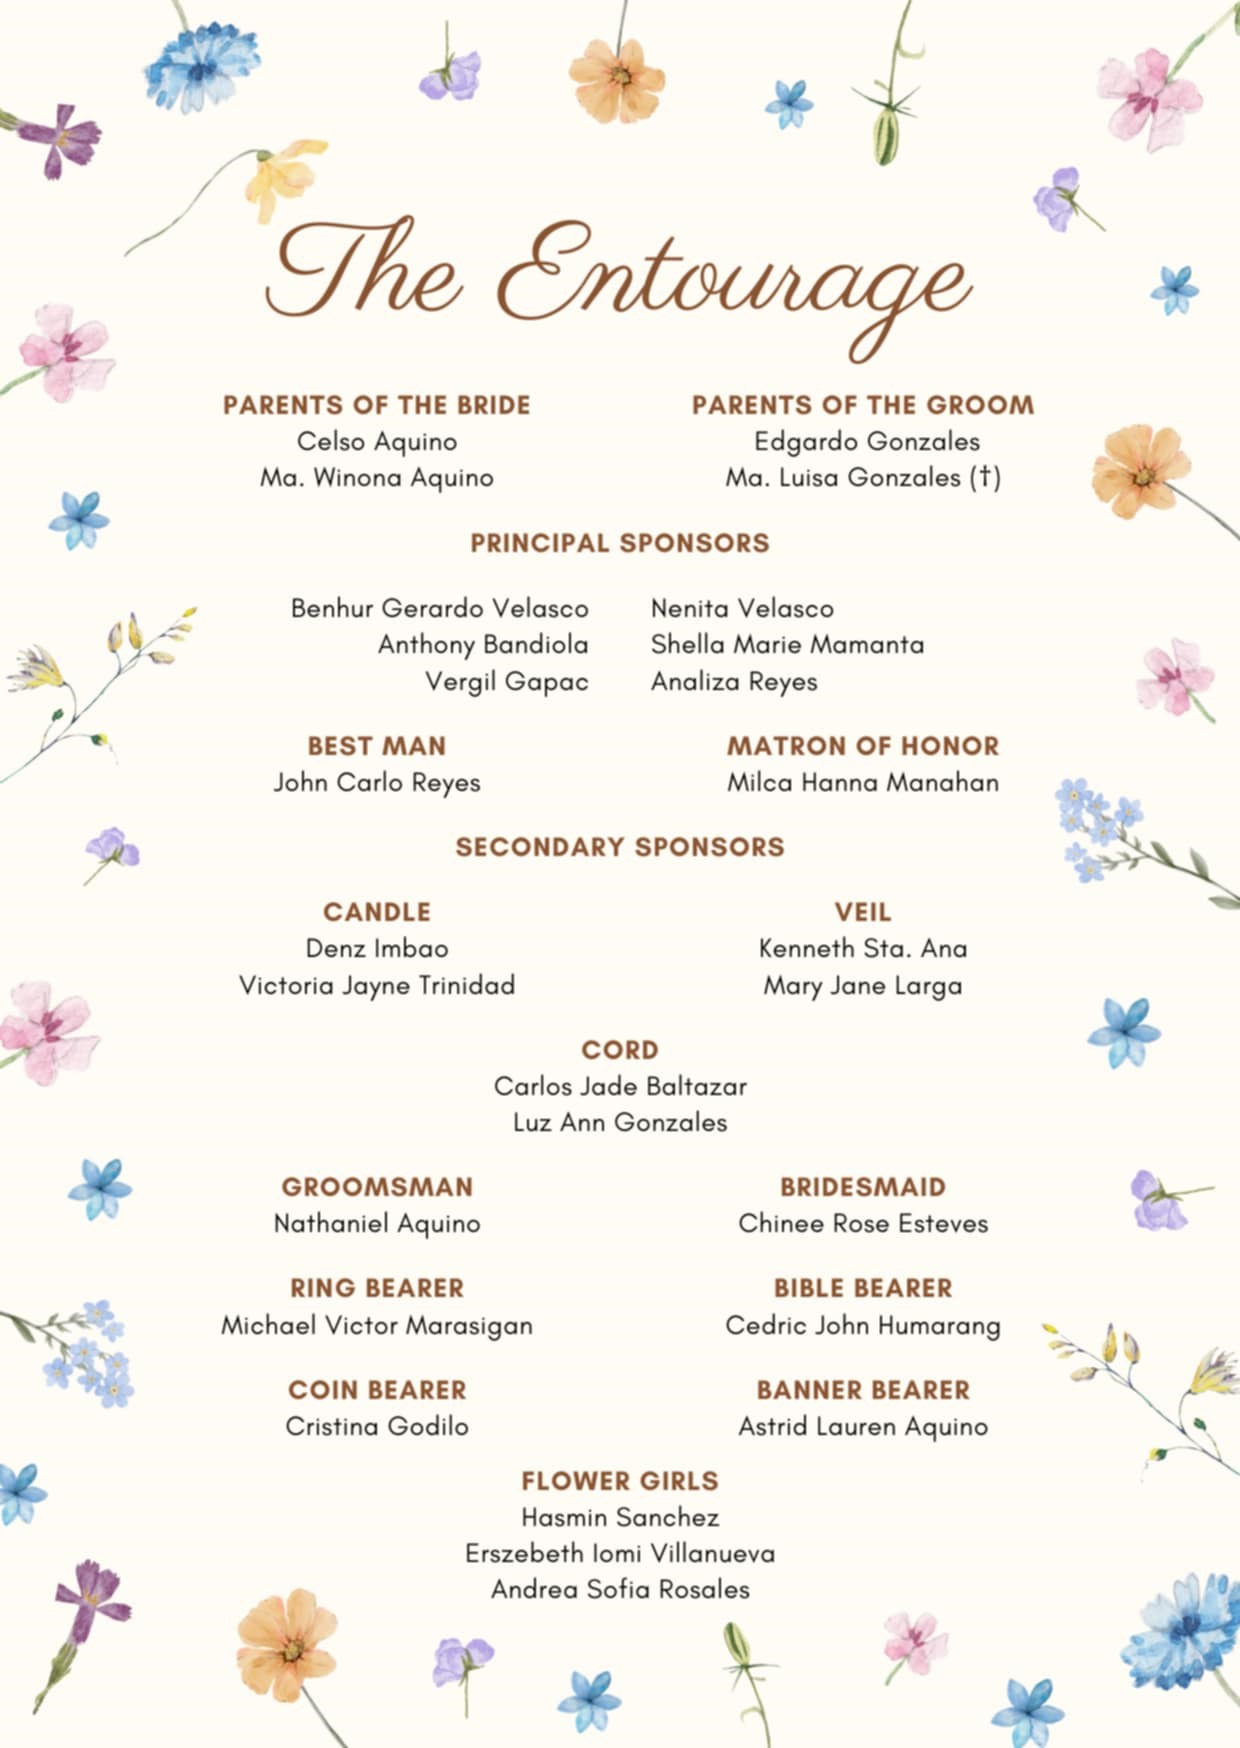 The Entourage
PARENTS OF THE BRIDE
Celso Aquino
Ma. Winona Aquino
PARENTS OF THE GROOM
Edgardo Gonzales
Ma. Luisa Gonzales (†)
PRINCIPAL SPONSORS
Benhur Gerardo Velasco
Anthony Bandiola
Vergil Gapac
Nenita Velasco
Shella Marie Mamanta
Analiza Reyes
BEST MAN
John Carlo Reyes
MATRON OF HONOR
Milca Hanna Manahan
SECONDARY SPONSORS
CANDLE
Denz Imbao
Victoria Jayne Trinidad
VEIL
Kenneth Sta. Ana
Mary Jane Larga
CORD
Carlos Jade Baltazar
Luz Ann Gonzales
GROOMSMAN
Nathaniel Aquino
BRIDESMAID
Chinee Rose Esteves
RING BEARER
Michael Victor Marasigan
BIBLE BEARER
Cedric John Humarang
COIN BEARER
Cristina Godilo
BANNER BEARER
Astrid Lauren Aquino
FLOWER GIRLS
Hasmin Sanchez
Erszebeth Iomi Villanueva
Andrea Sofia Rosales